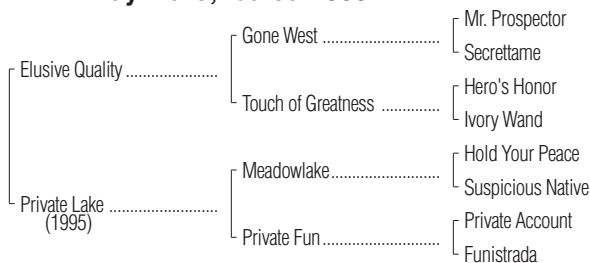 Gone West ............................
Mr. Prospector
Secrettame
Elusive Quality ......................
Touch of Greatness ..............
Hero's Honor
Ivory Wand
Meadowlake..........................
Hold Your Peace
Suspicious Native
Private Lake ..........................
(1995)
Private Fun............................
Private Account
Funistrada